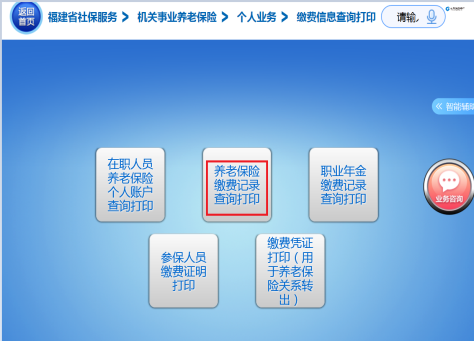 返回
首页
福建省社保服务 > 机关事业养老保险 > 个人业务 > 缴费信息查询打印
请输
智能辅
在职人员
养老保险
个人账户
查询打印
养老保险
缴费记录
查询打印
职业年金
缴费记录
查询打印
业务咨询
参保人员
缴费证明
打印
缴费凭证
打印（用
于养老保
险关系转
出）